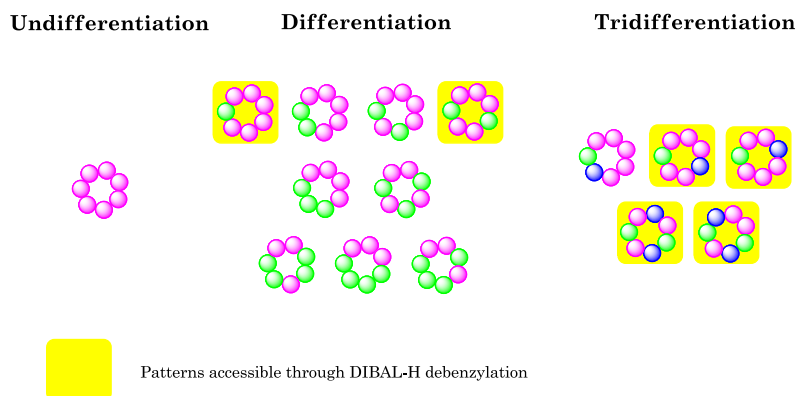 Undifferentiation
Differentiation
Tridifferentiation
Patterns accessible through DIBAL-H debenzylation